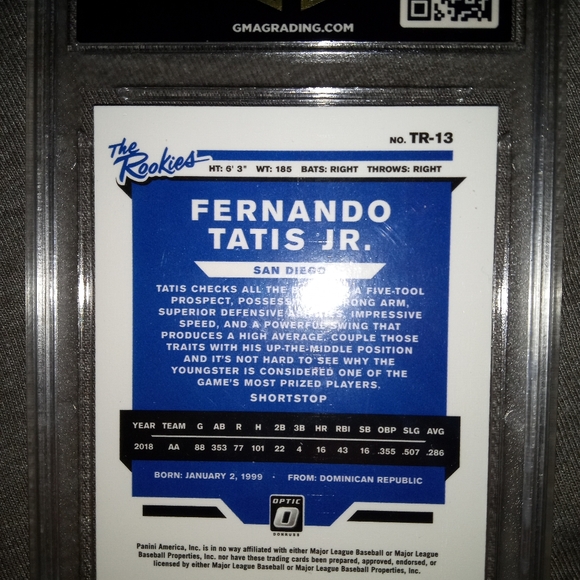 GMAGRADING.COM
The Rookies
NO. TR-13
HT: 6' 3" WT: 185 BATS: RIGHT THROWS: RIGHT
FERNANDO
TATIS JR.
SAN DIEGO
TATIS CHECKS ALL THE A FIVE-TOOL
PROSPECT, POSSESSING STRONG ARM,
SUPERIOR DEFENSIVE ABILITIES, IMPRESSIVE
SPEED, AND A POWERFUL SWING THAT
PRODUCES A HIGH AVERAGE. COUPLE THOSE
TRAITS WITH HIS UP-THE-MIDDLE POSITION
AND IT'S NOT HARD TO SEE WHY THE
YOUNGSTER IS CONSIDERED ONE OF THE
GAME'S MOST PRIZED PLAYERS.
SHORTSTOP
YEAR TEAM G AB R H 2B 3B HR RBI SB OBP SLG AVG
2018 AA 88 353 77 101 22 4 16 43 16 .355 .507 .286
BORN: JANUARY 2, 1999 · FROM: DOMINICAN REPUBLIC
OPTIC
DONRUSS
Panini America, Inc. is in no way affiliated with either Major League Baseball or Major League
Baseball Properties, Inc. nor have these trading cards been prepared, approved, endorsed, or
licensed by either Major League Baseball or Major League Baseball Properties, Inc.